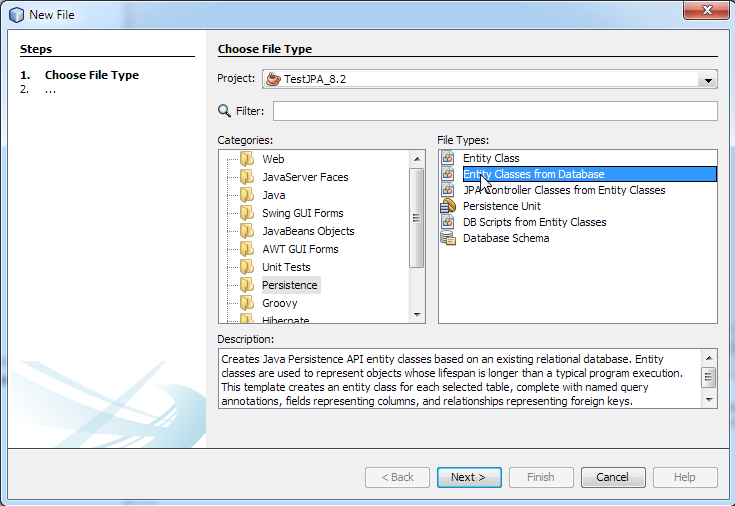 New File
Steps
1. Choose File Type
2. ...
Choose File Type
Project: TestJPA_8.2
Filter:
Categories:
Web
JavaServer Faces
Java
Swing GUI Forms
JavaBeans Objects
AWT GUI Forms
Unit Tests
Persistence
Groovy
Hibernate
File Types:
Entity Class
Entity Classes from Database
JPA Controller Classes from Entity Classes
Persistence Unit
DB Scripts from Entity Classes
Database Schema
Description:
Creates Java Persistence API entity classes based on an existing relational database. Entity
classes are used to represent objects whose lifespan is longer than a typical program execution.
This template creates an entity class for each selected table, complete with named query
annotations, fields representing columns, and relationships representing foreign keys.
< Back Next > Finish Cancel Help